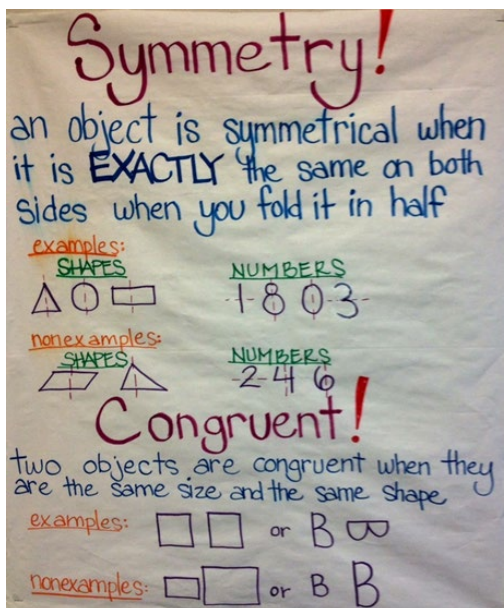 Symmetry!
an object is symmetrical when
it is EXACTLY the same on both
sides when you fold it in half
examples:
SHAPES NUMBERS
1 8 0 3
nonexamples:
SHAPES NUMBERS
2 4 6
Congruent!
two objects are congruent when they
are the same size and the same shape.
examples: or B B
nonexamples: or B B